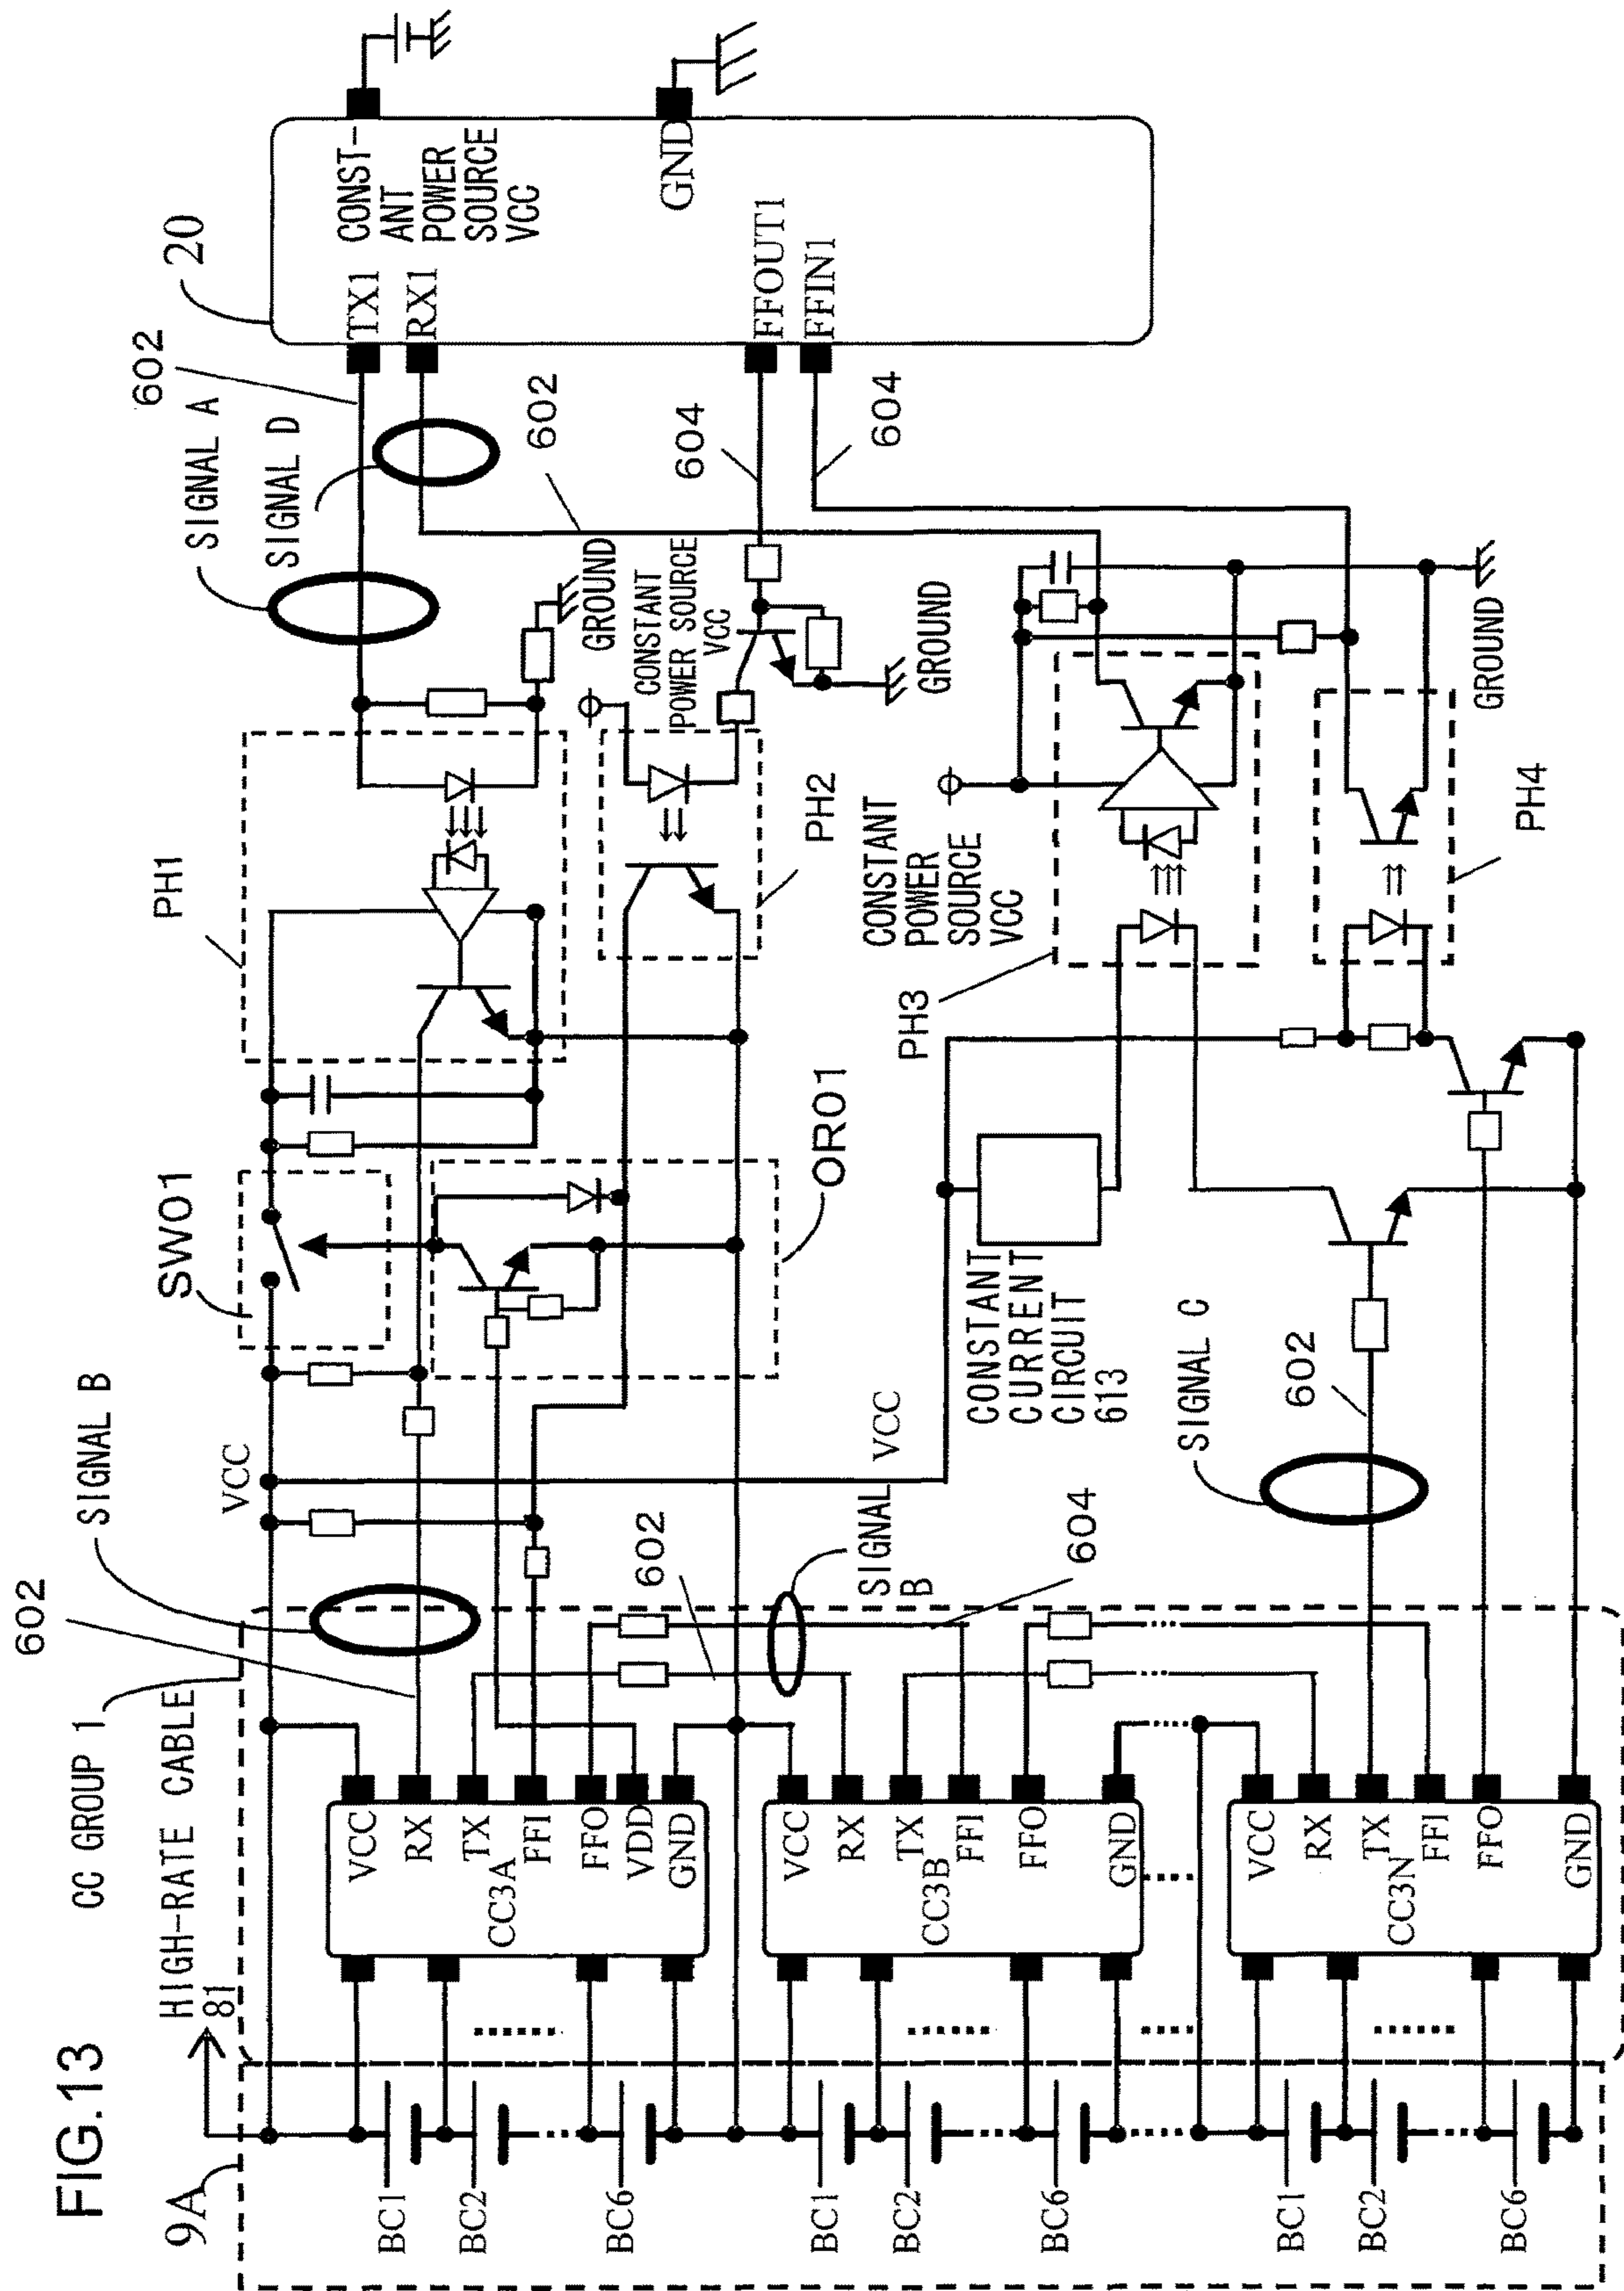 FIG.13
9A
HIGH-RATE CABLE
81
CC GROUP 1
602
SIGNAL B
VCC
SW01
PH1
SIGNAL A
SIGNAL D
602
20
TX1
RX1
CONST-
ANT
POWER
SOURCE
VCC
GND
FFOUT1
FFIN1
602
604
604
GROUND
CONSTANT
POWER SOURCE
VCC
GROUND
PH2
OR01
CONSTANT
POWER
SOURCE
VCC
PH3
PH4
GROUND
VCC
CONSTANT
CURRENT
CIRCUIT
613
SIGNAL C
602
602
SIGNAL
B
604
VCC
RX
TX
FFI
FFO
VDD
GND
CC3A
VCC
RX
TX
FFI
FFO
GND
CC3B
VCC
RX
TX
FFI
FFO
GND
CC3N
BC1
BC2
BC6
BC1
BC2
BC6
BC1
BC2
BC6